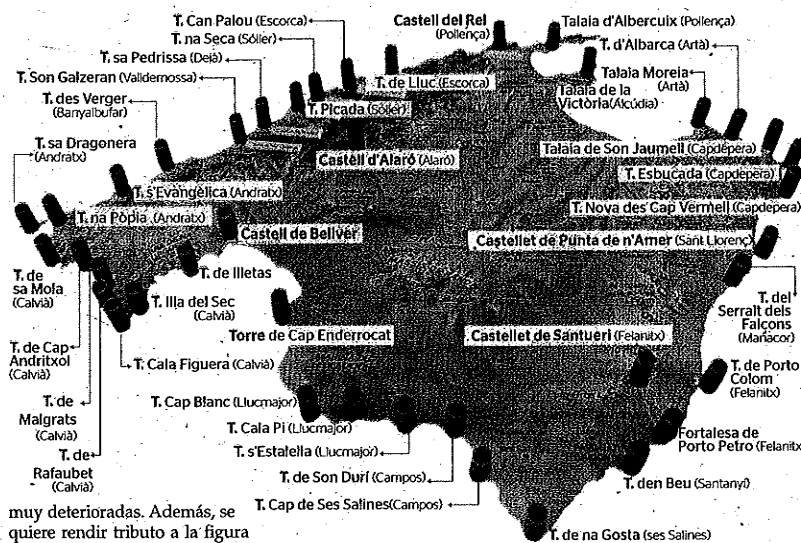 T. Can Palou (Escorca)
T. na Seca (Sóller)
T. sa Pedrissa (Deià)
T. Son Galzeran (Valldemossa)
T. des Verger
(Banyalbufar)
T. sa Dragonera
(Andratx)
Castell del Rei
(Pollença)
Talaia d'Albercuix (Pollença)
T. d'Albarca (Artà)
Talaia Moreia
(Artà)
Talaia de la
Victòria (Alcúdia)
T. de Lluc (Escorca)
T. Picada (Sóller)
Castell d'Alaró (Alaró)
T. s'Evangèlica (Andratx)
T. na Pòpia (Andratx)
Castell de Bellver
Talaia de Son Jaumell (Capdepera)
T. Esbucada (Capdepera)
T. Nova des Cap Vermell (Capdepera)
Castellet de Punta de n'Amer (Sant Llorenç)
T. de
sa Mola
(Calvià)
T. de Illetas
T. Illa del Sec
(Calvià)
T. de Cap
Andritxol
(Calvià)
T. Cala Figuera (Calvià)
Torre de Cap Enderrocat
Castellet de Santueri (Felanitx)
T. del
Serralt dels
Falçons
(Manacor)
T. de Porto
Colom
(Felanitx)
T. de
Malgrats
(Calvià)
T. de
Rafaubet
(Calvià)
T. Cap Blanc (Llucmajor)
T. Cala Pi (Llucmajor)
T. s'Estalella (Llucmajor)
T. de Son Durí (Campos)
T. Cap de Ses Salines (Campos)
Fortalesa de
Porto Petro (Felanitx
T. den Beu (Santanyí)
T. de na Gosta (ses Salines)
muy deterioradas. Además, se
quiere rendir tributo a la figura